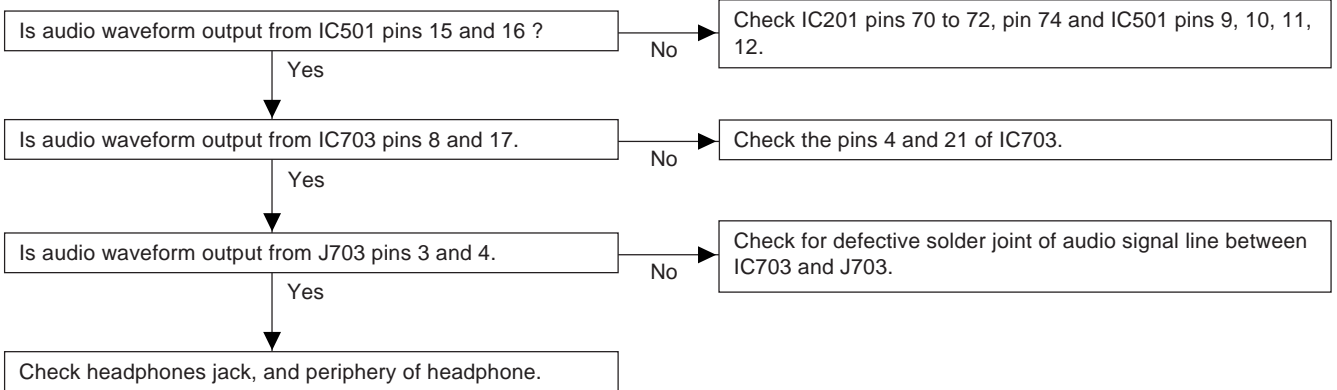 Is audio waveform output from IC501 pins 15 and 16 ?
No
Check IC201 pins 70 to 72, pin 74 and IC501 pins 9, 10, 11,
12.
Yes
Is audio waveform output from IC703 pins 8 and 17.
No
Check the pins 4 and 21 of IC703.
Yes
Is audio waveform output from J703 pins 3 and 4.
No
Check for defective solder joint of audio signal line between
IC703 and J703.
Yes
Check headphones jack, and periphery of headphone.